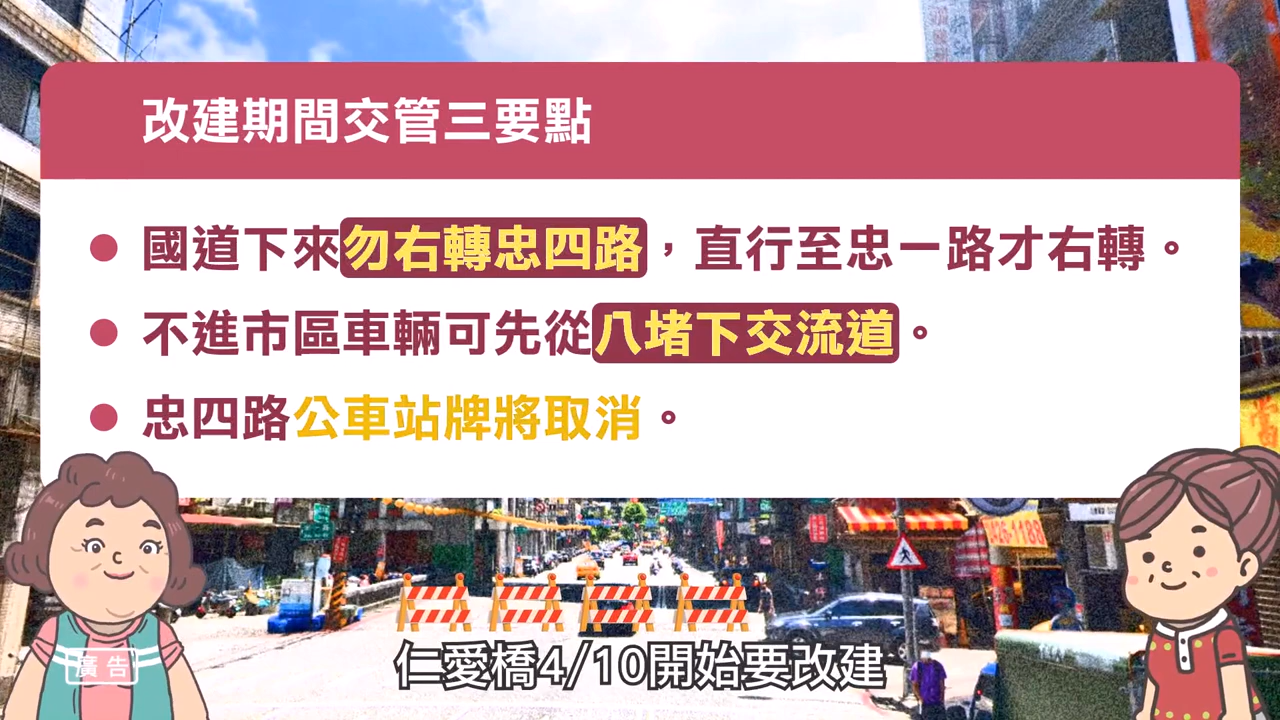 改建期間交管三要點
國道下來勿右轉忠四路，直行至忠一路才右轉。
不進市區車輛可先從八堵下交流道。
忠四路公車站牌將取消。
廣告
仁愛橋4/10開始要改建